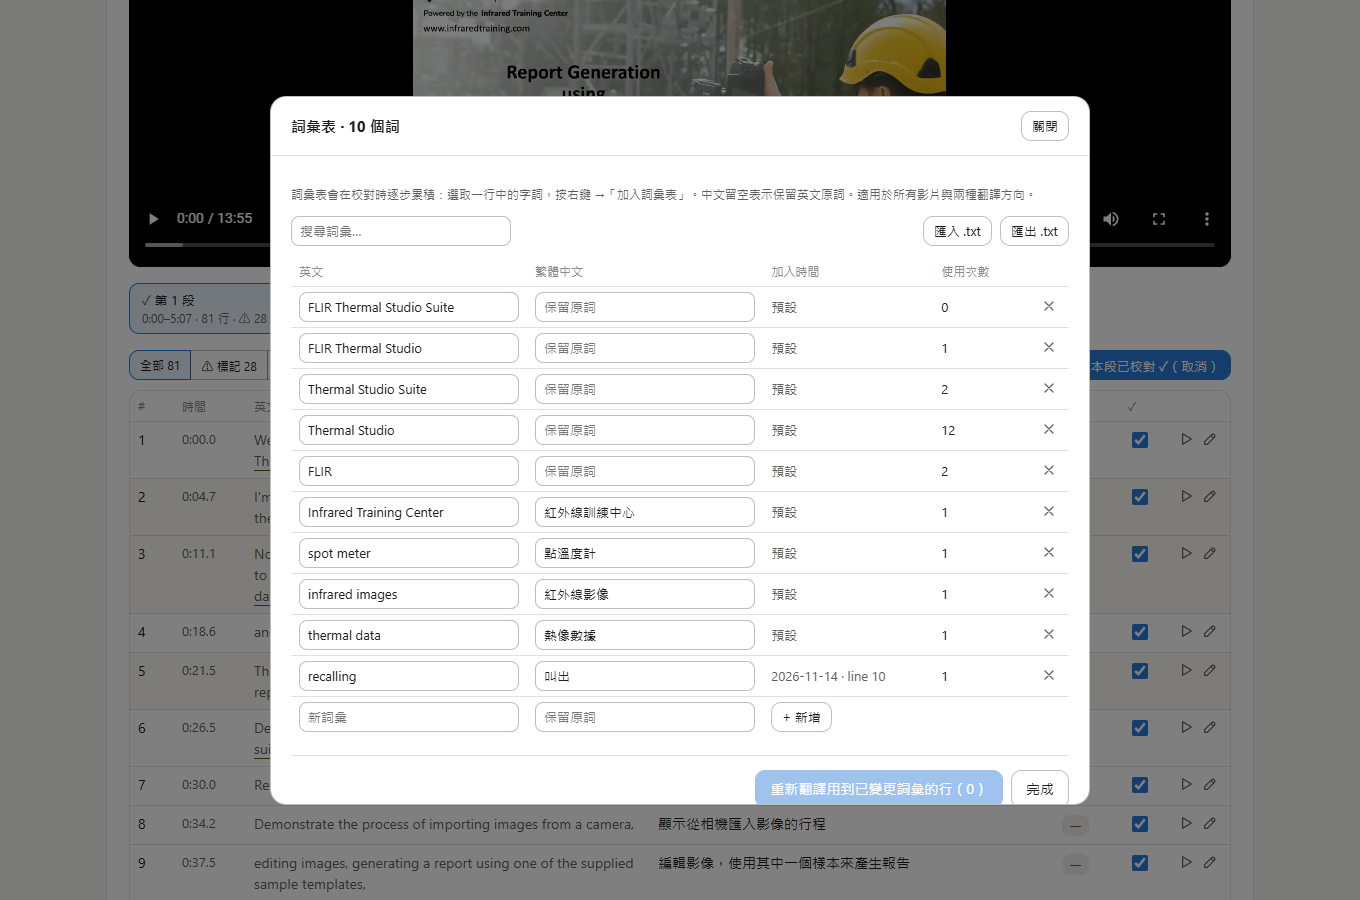 Powered by the Infrared Training Center
www.infraredtraining.com
Report Generation
using
詞彙表 · 10 個詞
關閉
詞彙表會在校對時逐步累積：選取一行中的字詞，按右鍵 →「加入詞彙表」。中文留空表示保留英文原詞。適用於所有影片與兩種翻譯方向。
0:00 / 13:55
搜尋詞彙...
匯入 .txt
匯出 .txt
英文 繁體中文 加入時間 使用次數
FLIR Thermal Studio Suite 保留原詞 預設 0
FLIR Thermal Studio 保留原詞 預設 1
Thermal Studio Suite 保留原詞 預設 2
Thermal Studio 保留原詞 預設 12
FLIR 保留原詞 預設 2
Infrared Training Center 紅外線訓練中心 預設 1
spot meter 點溫度計 預設 1
infrared images 紅外線影像 預設 1
thermal data 熱像數據 預設 1
recalling 叫出 2026-11-14 · line 10 1
新詞彙 保留原詞 + 新增
重新翻譯用到已變更詞彙的行（0）
完成
✓ 第 1 段
0:00–5:07 · 81 行 · ⚠ 28
全部 81
⚠ 標記 28
本段已校對 ✓（取消）
# 時間 英 ✓
1 0:00.0 We
Th
2 0:04.7 I'm
the
3 0:11.1 No
to
da
4 0:18.6 an
5 0:21.5 Th
rep
6 0:26.5 De
sui
7 0:30.0 Re
8 0:34.2 Demonstrate the process of importing images from a camera, 顯示從相機匯入影像的行程 —
9 0:37.5 editing images, generating a report using one of the supplied 編輯影像，使用其中一個樣本來產生報告 —
sample templates,